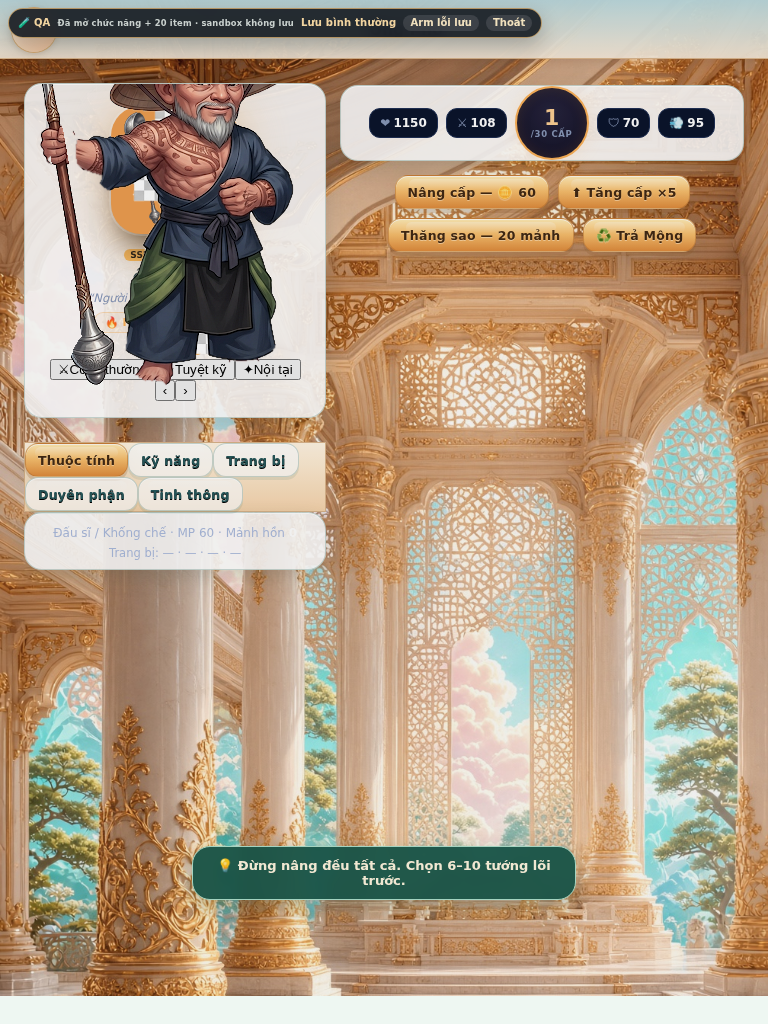 🧪 QA Đã mở chức năng + 20 item · sandbox không lưu Lưu bình thường Arm lỗi lưu Thoát
❤ 1150 ⚔ 108 1 /30 CẤP 🛡 70 💨 95
Nâng cấp — 🪙 60 ⬆ Tăng cấp ×5
Thăng sao — 20 mảnh ♻ Trả Mộng
"Người
Tuyệt kỹ ✦Nội tại
‹ ›
Thuộc tính Kỹ năng Trang bị
Duyên phận Tinh thông
Đấu sĩ / Khống chế · MP 60 · Mảnh hồn
Trang bị: — · — · — · —
💡 Đừng nâng đều tất cả. Chọn 6–10 tướng lõi
trước.